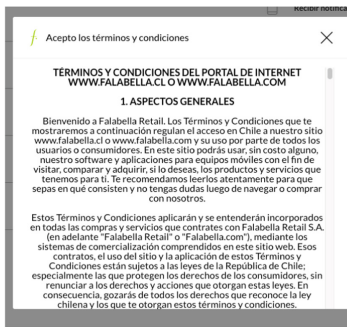 Recibir notifica
Acepto los términos y condiciones
TÉRMINOS Y CONDICIONES DEL PORTAL DE INTERNET
WWW.FALABELLA.CL O WWW.FALABELLA.COM
1. ASPECTOS GENERALES
Bienvenido a Falabella Retail. Los Términos y Condiciones que te
mostraremos a continuación regulan el acceso en Chile a nuestro sitio
www.falabella.cl o www.falabella.com y su uso por parte de todos los
usuarios o consumidores. En este sitio podrás usar, sin costo alguno,
nuestro software y aplicaciones para equipos móviles con el fin de
visitar, comparar y adquirir, si lo deseas, los productos y servicios que
tenemos para ti. Te recomendamos leerlos atentamente para que
sepas en qué consisten y no tengas dudas luego de navegar o comprar
con nosotros.
Estos Términos y Condiciones aplicarán y se entenderán incorporados
en todas las compras y servicios que contrates con Falabella Retail S.A.
(en adelante "Falabella Retail" o "Falabella.com"), mediante los
sistemas de comercialización comprendidos en este sitio web. Esos
contratos, el uso del sitio y la aplicación de estos Términos y
Condiciones están sujetos a las leyes de la República de Chile;
especialmente las que protegen los derechos de los consumidores, sin
renunciar a los derechos y acciones que otorgan estas leyes. En
consecuencia, gozarás de todos los derechos que reconoce la ley
chilena y los que te otorgan estos términos y condiciones.